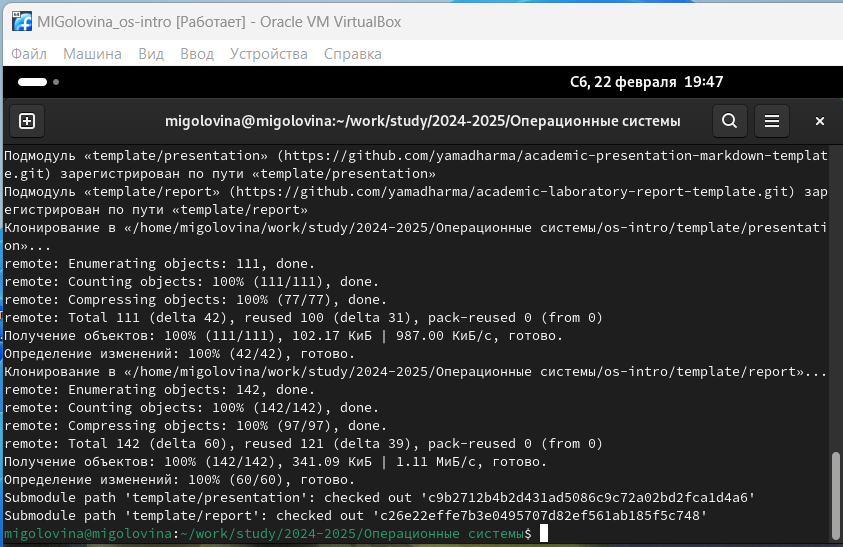 MIGolovina_os-intro [Работает] - Oracle VM VirtualBox
Файл Машина Вид Ввод Устройства Справка
Сб, 22 февраля 19:47
migolovina@migolovina:~/work/study/2024-2025/Операционные системы
Подмодуль «template/presentation» (https://github.com/yamadharma/academic-presentation-markdown-templat
e.git) зарегистрирован по пути «template/presentation»
Подмодуль «template/report» (https://github.com/yamadharma/academic-laboratory-report-template.git) зар
егистрирован по пути «template/report»
Клонирование в «/home/migolovina/work/study/2024-2025/Операционные системы/os-intro/template/presentati
on»...
remote: Enumerating objects: 111, done.
remote: Counting objects: 100% (111/111), done.
remote: Compressing objects: 100% (77/77), done.
remote: Total 111 (delta 42), reused 100 (delta 31), pack-reused 0 (from 0)
Получение объектов: 100% (111/111), 102.17 КиБ | 987.00 КиБ/с, готово.
Определение изменений: 100% (42/42), готово.
Клонирование в «/home/migolovina/work/study/2024-2025/Операционные системы/os-intro/template/report»...
remote: Enumerating objects: 142, done.
remote: Counting objects: 100% (142/142), done.
remote: Compressing objects: 100% (97/97), done.
remote: Total 142 (delta 60), reused 121 (delta 39), pack-reused 0 (from 0)
Получение объектов: 100% (142/142), 341.09 КиБ | 1.11 МиБ/с, готово.
Определение изменений: 100% (60/60), готово.
Submodule path 'template/presentation': checked out 'c9b2712b4b2d431ad5086c9c72a02bd2fca1d4a6'
Submodule path 'template/report': checked out 'c26e22effe7b3e0495707d82ef561ab185f5c748'
migolovina@migolovina:~/work/study/2024-2025/Операционные системы$